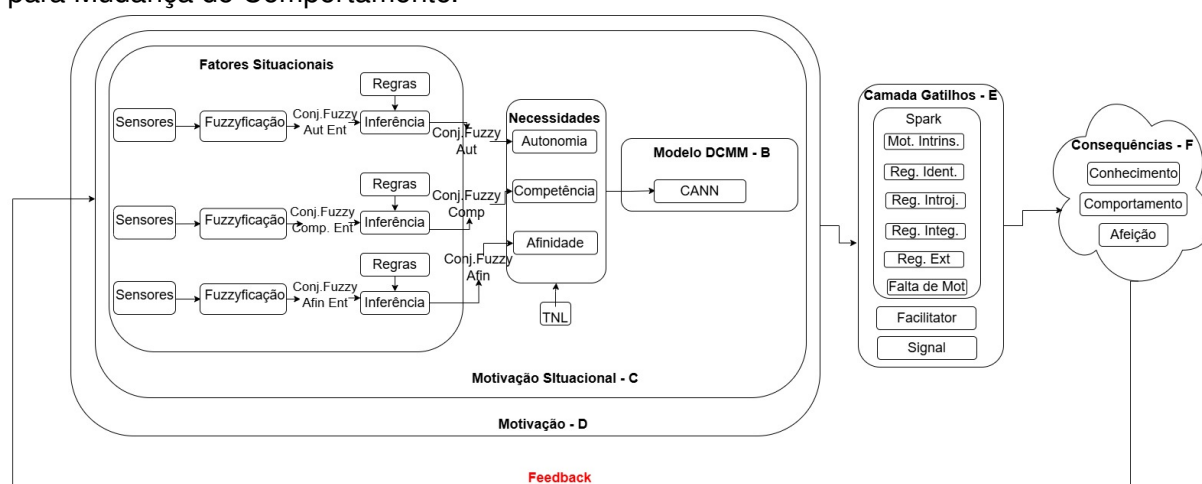 para Mudança de Comportamento.
Fatores Situacionais
Regras
Sensores
Fuzzyficação
Conj.Fuzzy
Aut Ent
Inferência
Conj.Fuzzy
Aut
Regras
Sensores
Fuzzyficação
Conj.Fuzzy
Comp. Ent
Inferência
Conj.Fuzzy
Comp
Regras
Sensores
Fuzzyficação
Conj.Fuzzy
Afin Ent
Inferência
Conj.Fuzzy
Afin
Necessidades
Autonomia
Competência
Afinidade
TNL
Modelo DCMM - B
CANN
Motivação SItuacional - C
Motivação - D
Camada Gatilhos - E
Spark
Mot. Intrins.
Reg. Ident.
Reg. Introj.
Reg. Integ.
Reg. Ext
Falta de Mot
Facilitator
Signal
Consequências - F
Conhecimento
Comportamento
Afeição
Feedback